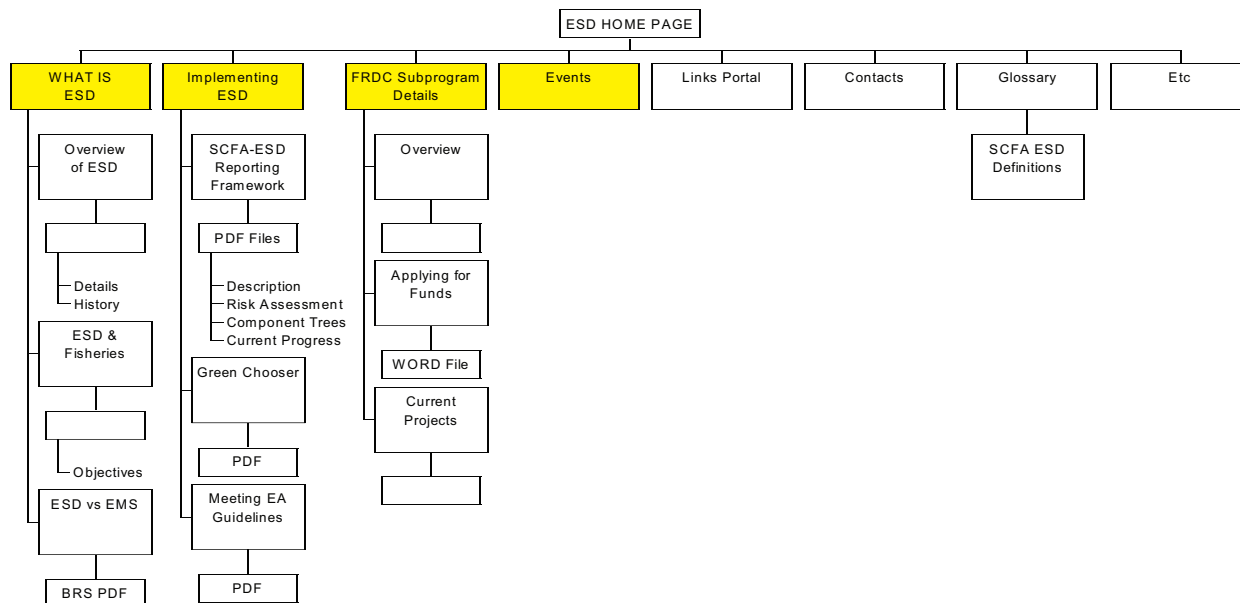 ESD HOME PAGE
WHAT IS
ESD
Implementing
ESD
FRDC Subprogram
Details
Events
Links Portal
Contacts
Glossary
Etc
Overview
of ESD
Details
History
ESD &
Fisheries
Objectives
ESD vs EMS
BRS PDF
SCFA-ESD
Reporting
Framework
PDF Files
Description
Risk Assessment
Component Trees
Current Progress
Green Chooser
PDF
Meeting EA
Guidelines
PDF
Overview
Applying for
Funds
WORD File
Current
Projects
SCFA ESD
Definitions